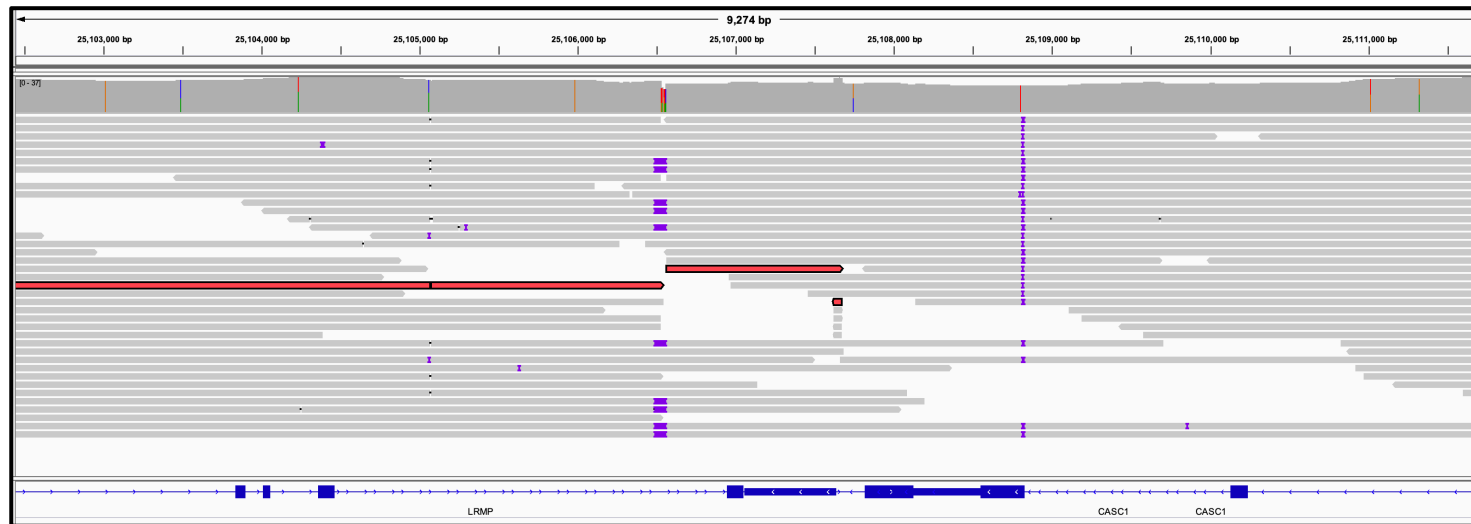 9,274 bp
25,103,000 bp 25,104,000 bp 25,105,000 bp 25,106,000 bp 25,107,000 bp 25,108,000 bp 25,109,000 bp 25,110,000 bp 25,111,000 bp
[0 - 37]
LRMP CASC1 CASC1